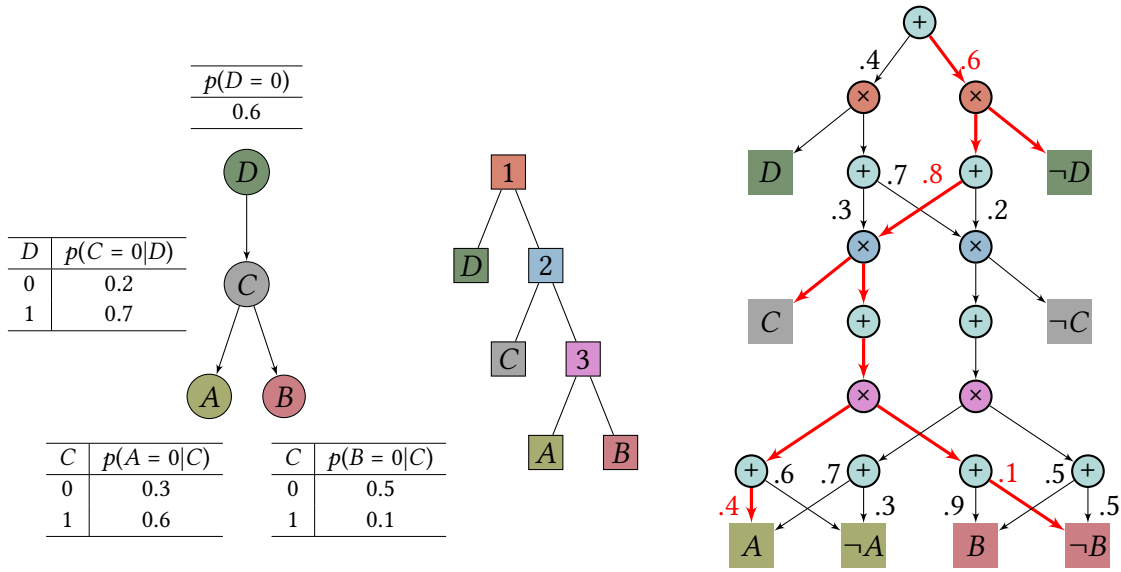 p(D = 0)
0.6
D
D p(C = 0|D)
0 0.2
1 0.7
C
A B
C p(A = 0|C)
0 0.3
1 0.6
C p(B = 0|C)
0 0.5
1 0.1
1
D 2
C 3
A B
+
.4 .6
× ×
D + .7 .8 + ¬D
.3 .2
× ×
C + + ¬C
× ×
+ .6 .7 + + .1 .5 +
.4 .3 .9 .5
A ¬A B ¬B